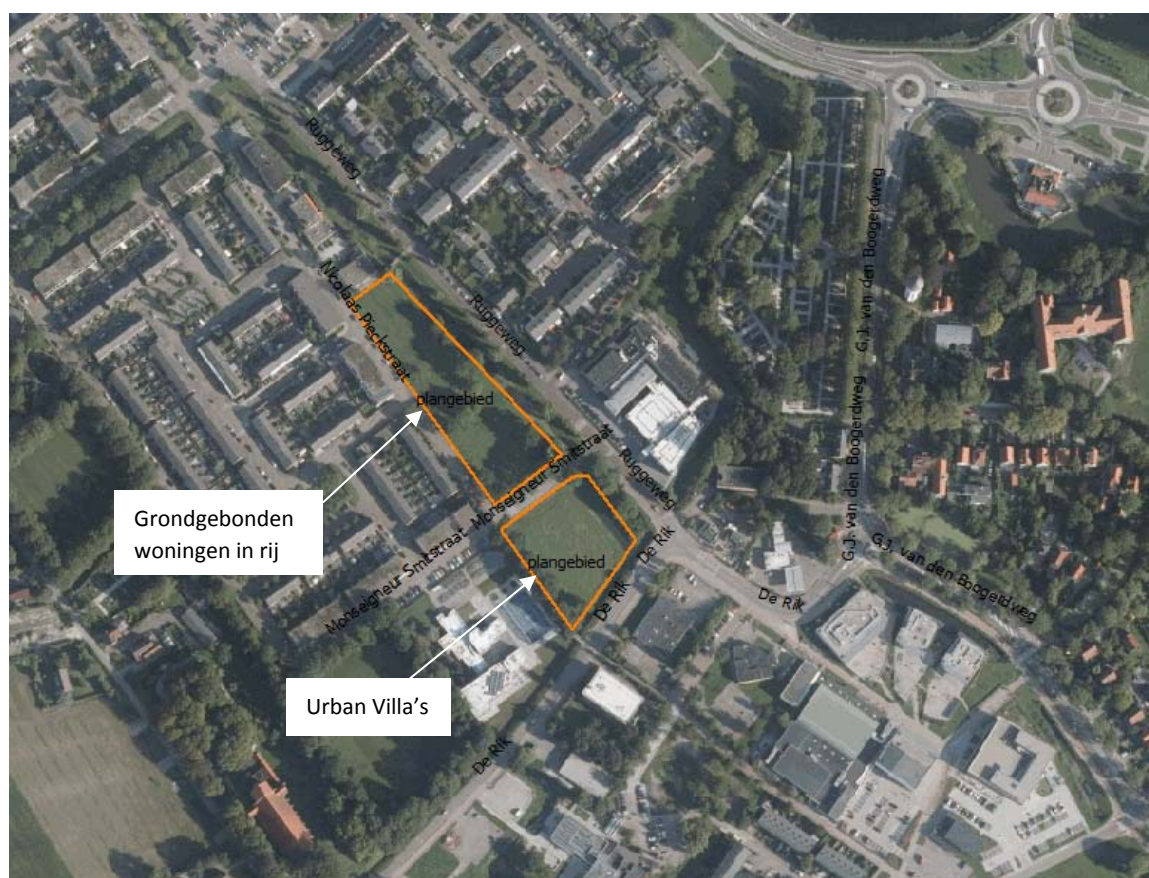 Ruggeweg
Nicolaas Pieckstraat
Ruggeweg
plangebied
G.J. van den Boogerdweg
G.J. van den Boogerdweg
Monseigneur Smitstraat
Monseigneur Smitstraat
Ruggeweg
Grondgebonden
woningen in rij
plangebied
De Rik
De Rik
De Rik
G.J. van den Boogerdweg
Urban Villa’s
De Rik